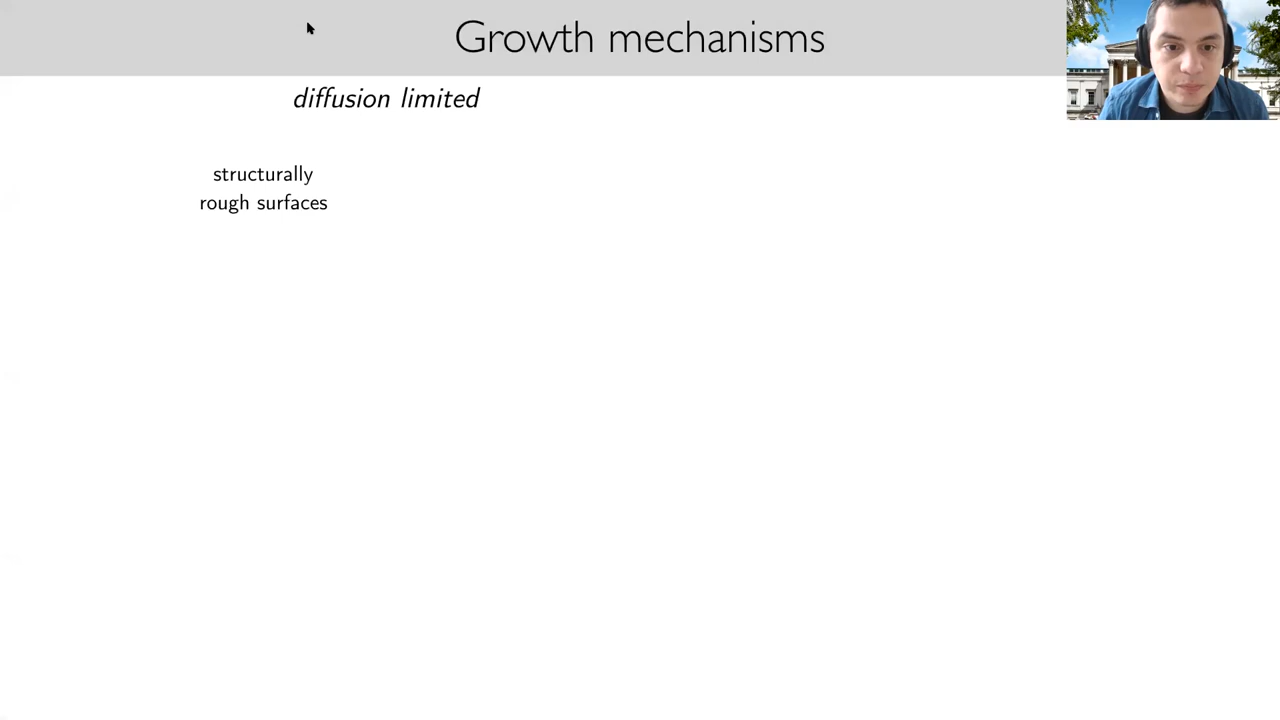 Growth mechanisms
diffusion limited
structurally
rough surfaces